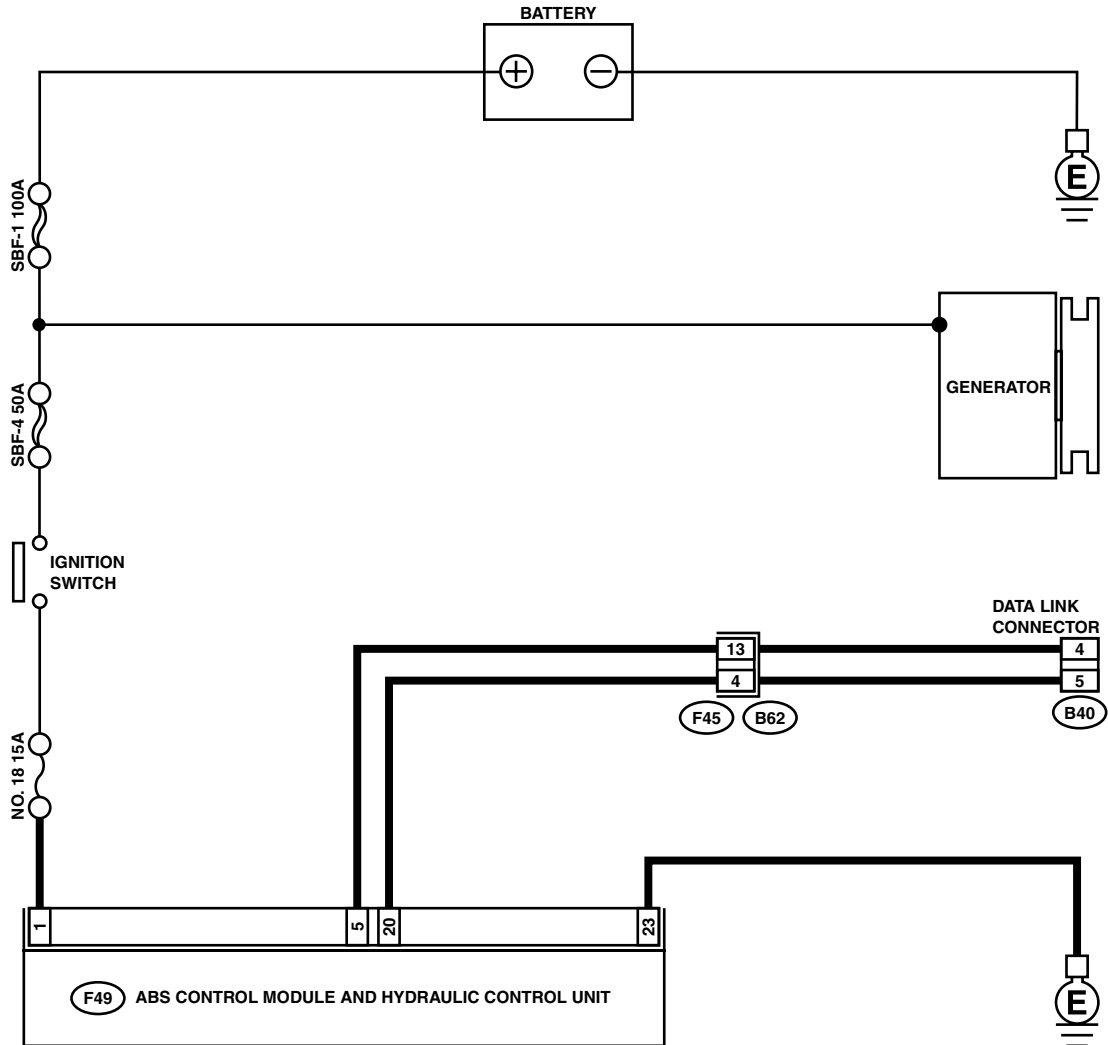 BATTERY
+
−
E
SBF-1 100A
SBF-4 50A
GENERATOR
IGNITION
SWITCH
DATA LINK
CONNECTOR
13
4
4
5
F45
B62
B40
NO. 18 15A
1
5
20
23
F49
ABS CONTROL MODULE AND HYDRAULIC CONTROL UNIT
E